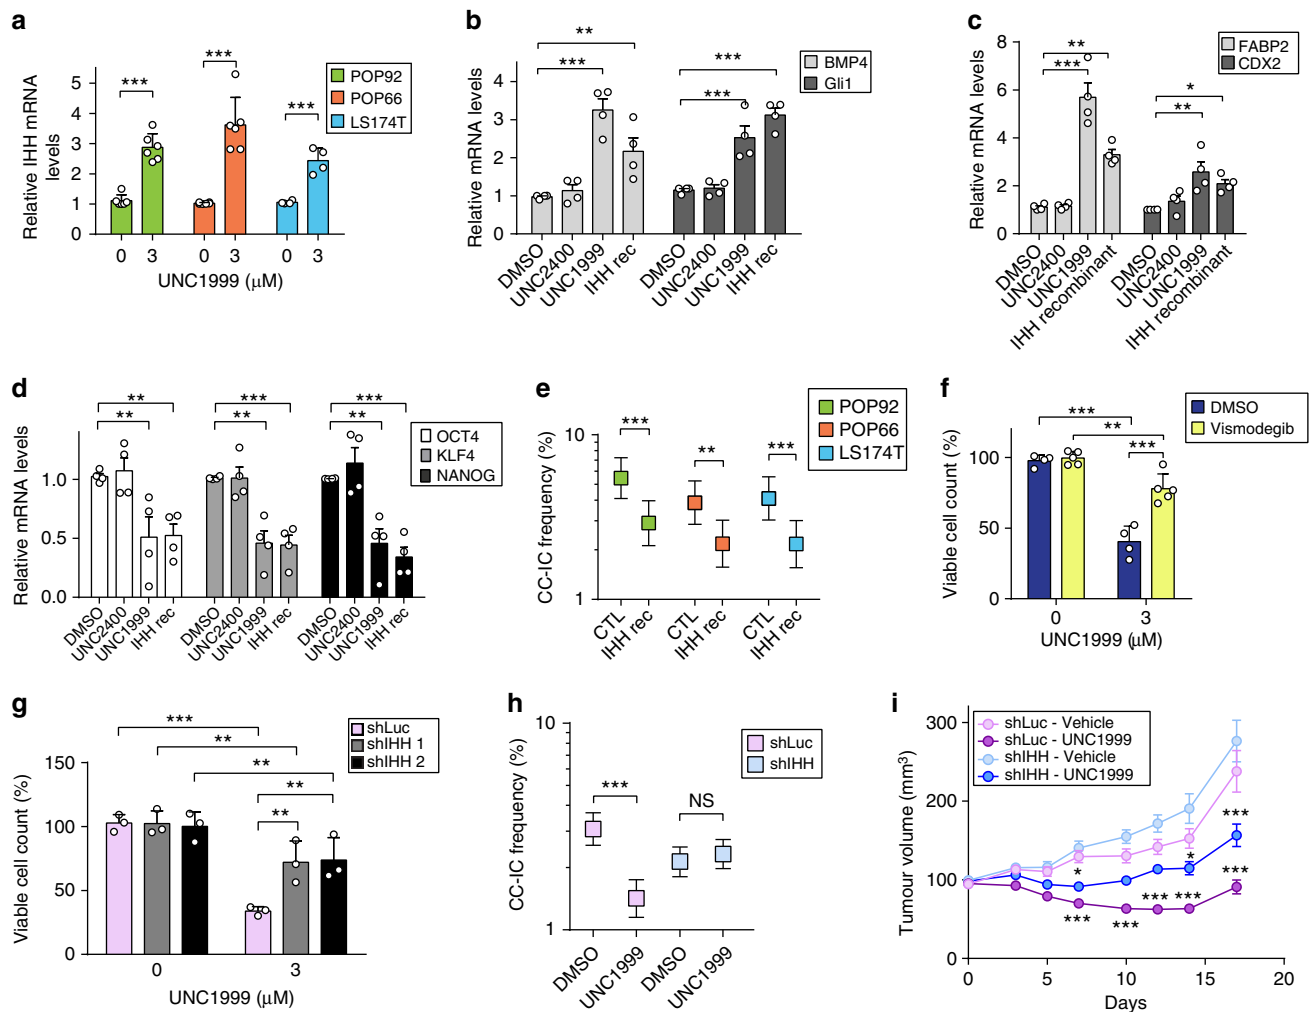 a
Relative IHH mRNA
levels
5
4
3
2
1
0
***
***
***
POP92
POP66
LS174T
0 3 0 3 0 3
UNC1999 (μM)
b
Relative mRNA levels
4
3
2
1
0
**
***
***
***
BMP4
Gli1
DMSO
UNC2400
UNC1999
IHH rec
DMSO
UNC2400
UNC1999
IHH rec
c
Relative mRNA levels
8
6
4
2
0
**
***
*
**
FABP2
CDX2
DMSO
UNC2400
UNC1999
IHH recombinant
DMSO
UNC2400
UNC1999
IHH recombinant
d
Relative mRNA levels
1.0
0.5
0.0
**
**
***
**
***
**
OCT4
KLF4
NANOG
DMSO
UNC2400
UNC1999
IHH rec
DMSO
UNC2400
UNC1999
IHH rec
DMSO
UNC2400
UNC1999
IHH rec
e
CC-IC frequency (%)
10
1
***
**
***
POP92
POP66
LS174T
CTL
IHH rec
CTL
IHH rec
CTL
IHH rec
f
Viable cell count (%)
100
50
0
***
**
***
DMSO
Vismodegib
0 3
UNC1999 (μM)
g
Viable cell count (%)
150
100
50
0
***
**
**
**
**
shLuc
shIHH 1
shIHH 2
0 3
UNC1999 (μM)
h
CC-IC frequency (%)
10
1
***
NS
shLuc
shIHH
DMSO
UNC1999
DMSO
UNC1999
i
Tumour volume (mm³)
300
200
100
0
shLuc - Vehicle
shLuc - UNC1999
shIHH - Vehicle
shIHH - UNC1999
***
*
*
***
*** ***
***
***
0 5 10 15 20
Days